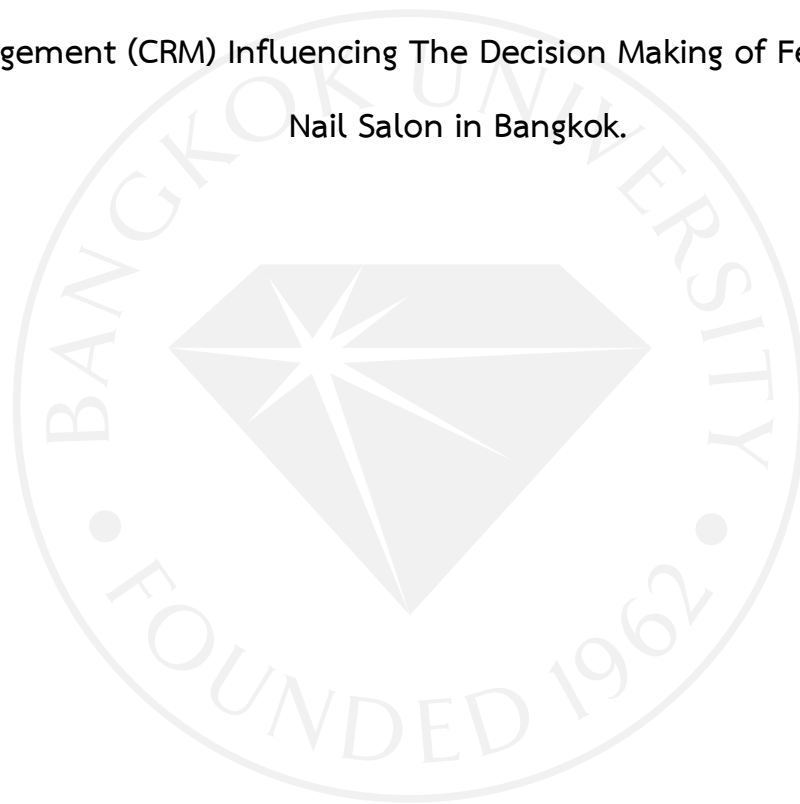 gement (CRM) Influencing The Decision Making of Fe
Nail Salon in Bangkok.
BANGKOK UNIVERSITY
FOUNDED 1962